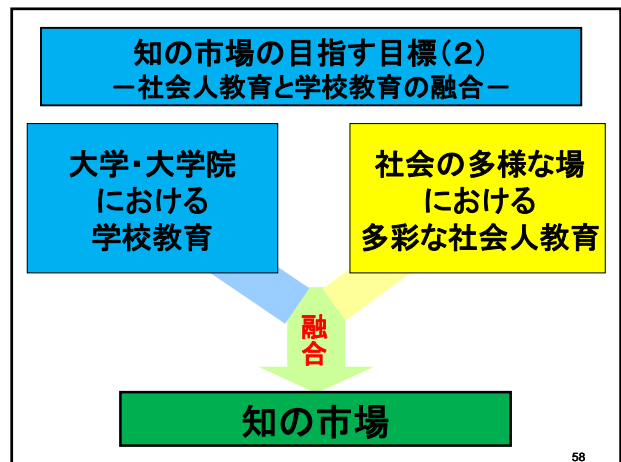 知の市場の目指す目標(2)
－社会人教育と学校教育の融合－
大学・大学院
における
学校教育
社会の多様な場
における
多彩な社会人教育
融
合
知の市場
58